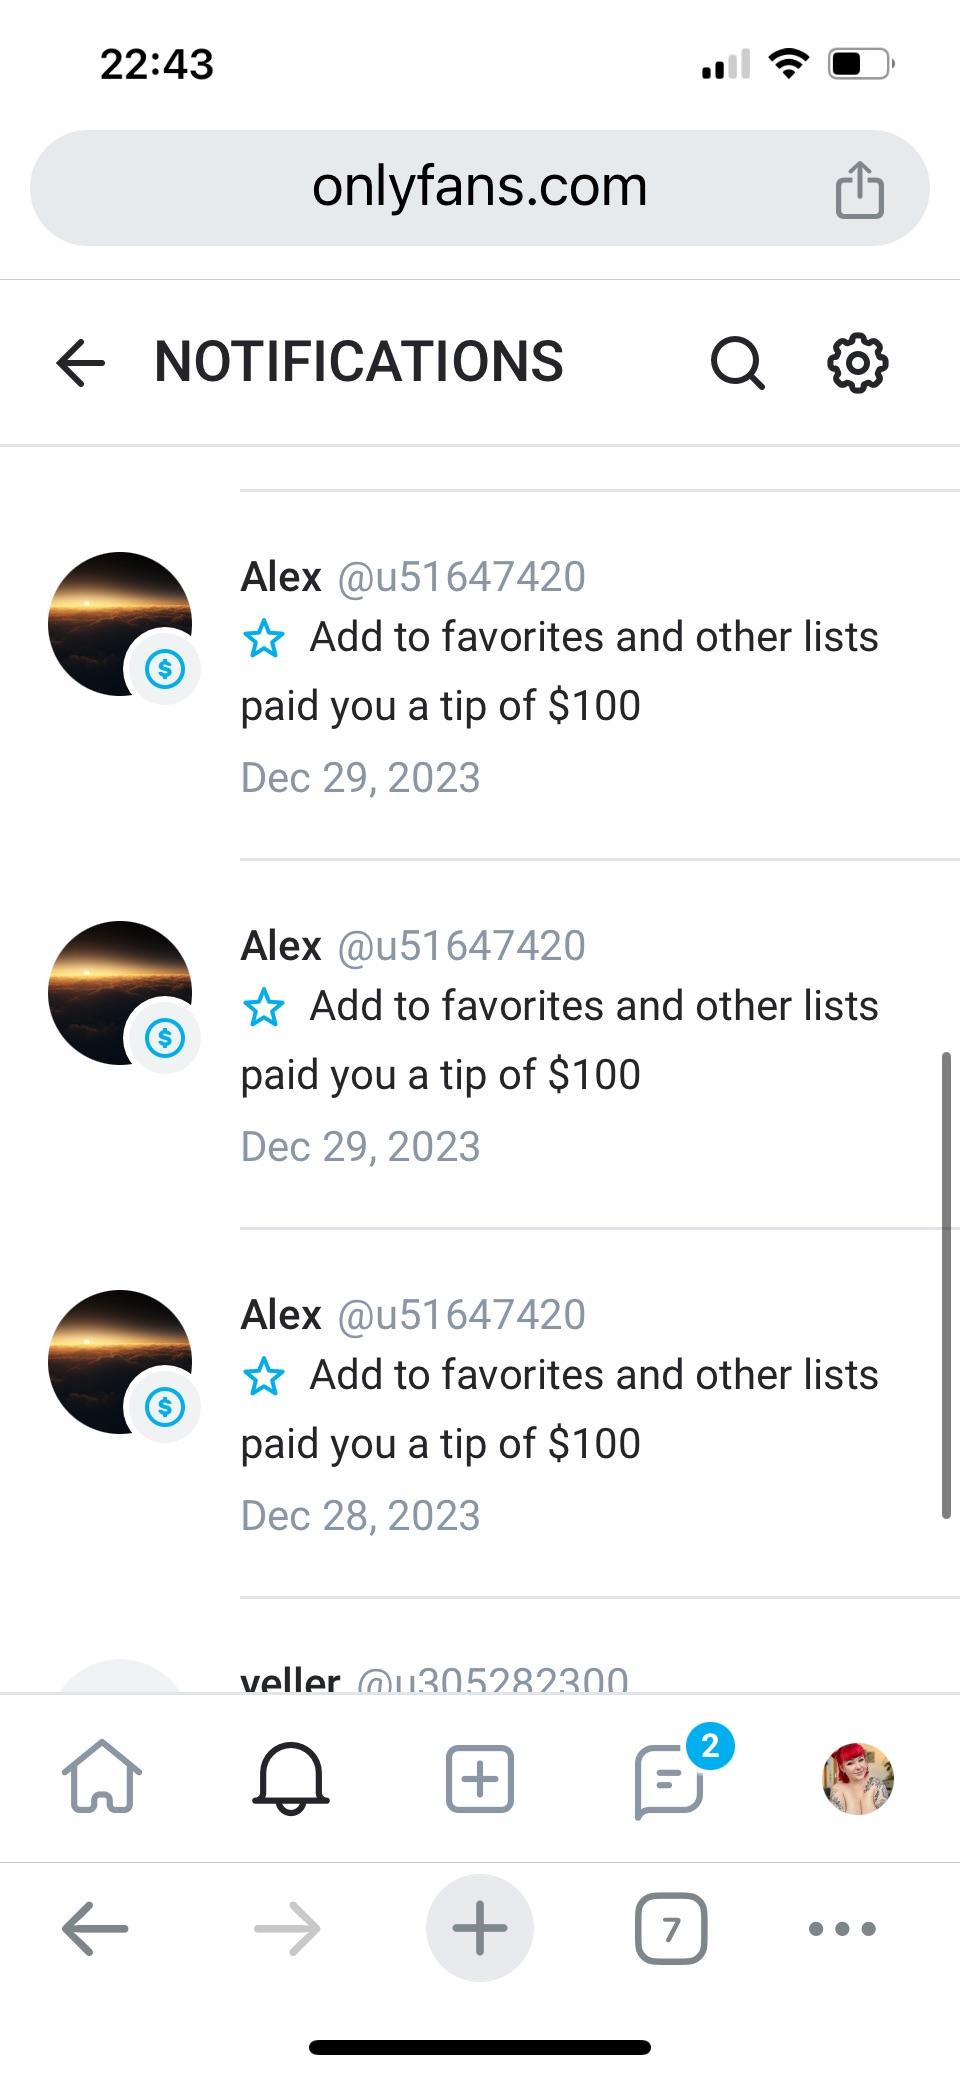 22:43
onlyfans.com
NOTIFICATIONS
Alex @u51647420
Add to favorites and other lists
paid you a tip of $100
Dec 29, 2023
Alex @u51647420
Add to favorites and other lists
paid you a tip of $100
Dec 29, 2023
Alex @u51647420
Add to favorites and other lists
paid you a tip of $100
Dec 28, 2023
veller @u305282300
2
7